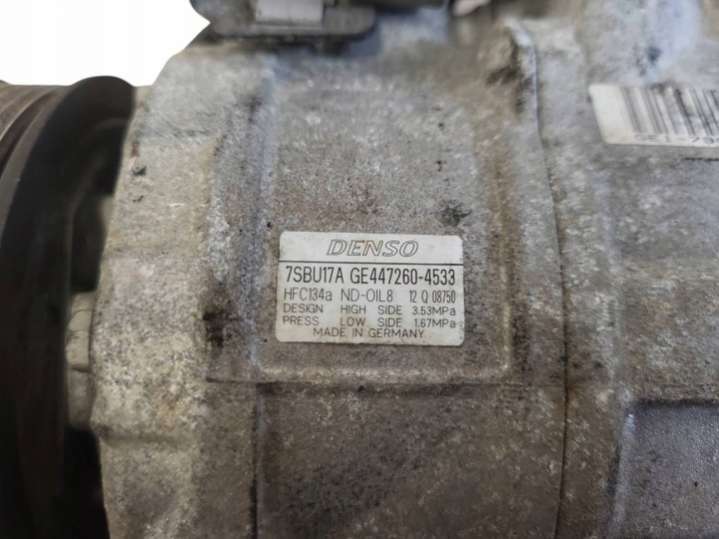 DENSO
7SBU17A GE447260-4533
HFC134a ND-OIL8 12 Q 08750
DESIGN HIGH SIDE 3.53MPa
PRESS LOW SIDE 1.67MPa
MADE IN GERMANY